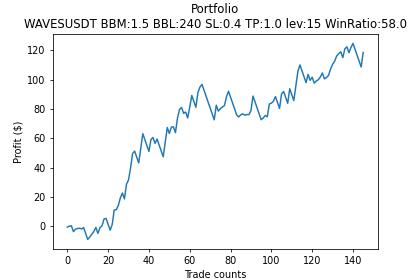 Portfolio
WAVESUSDT BBM:1.5 BBL:240 SL:0.4 TP:1.0 lev:15 WinRatio:58.0
120
100
80
60
40
20
0
Profit ($)
0 20 40 60 80 100 120 140
Trade counts